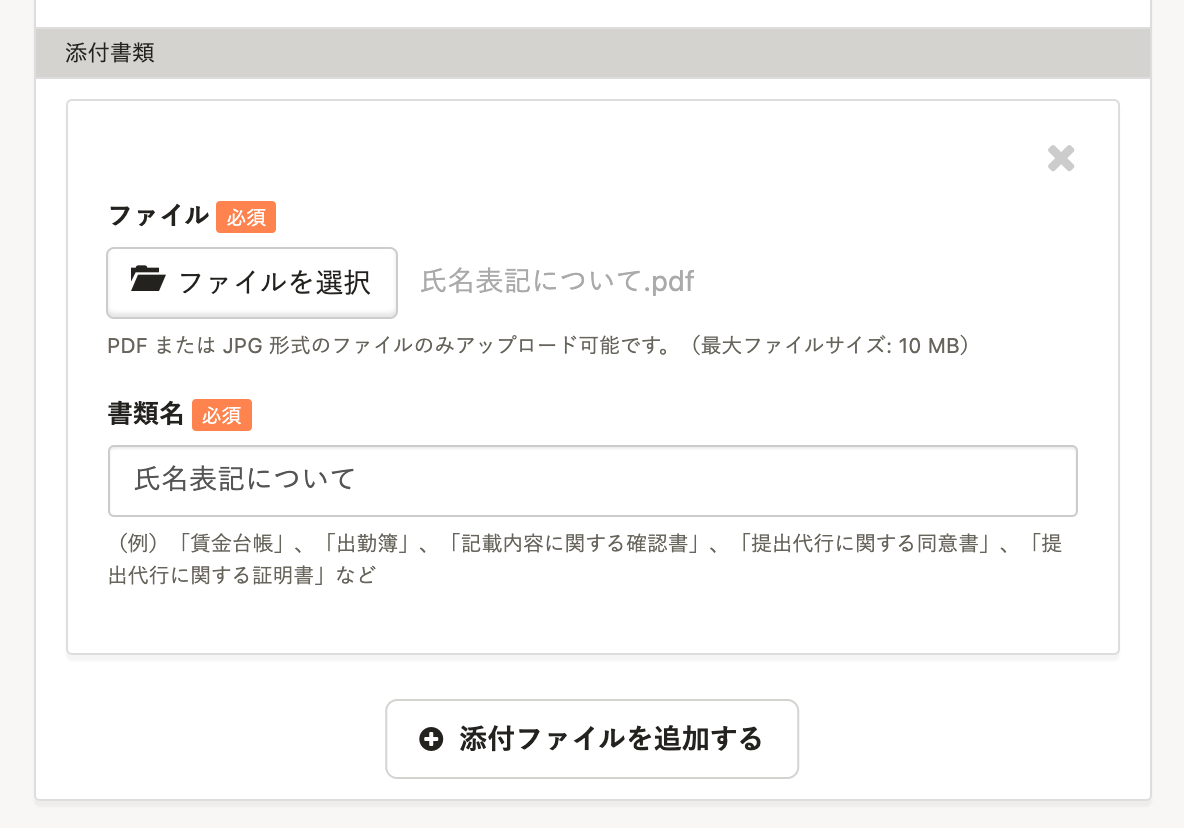 添付書類
ファイル 必須
ファイルを選択 氏名表記について.pdf
PDF または JPG 形式のファイルのみアップロード可能です。（最大ファイルサイズ: 10 MB）
書類名 必須
氏名表記について
（例）「賃金台帳」、「出勤簿」、「記載内容に関する確認書」、「提出代行に関する同意書」、「提
出代行に関する証明書」など
添付ファイルを追加する